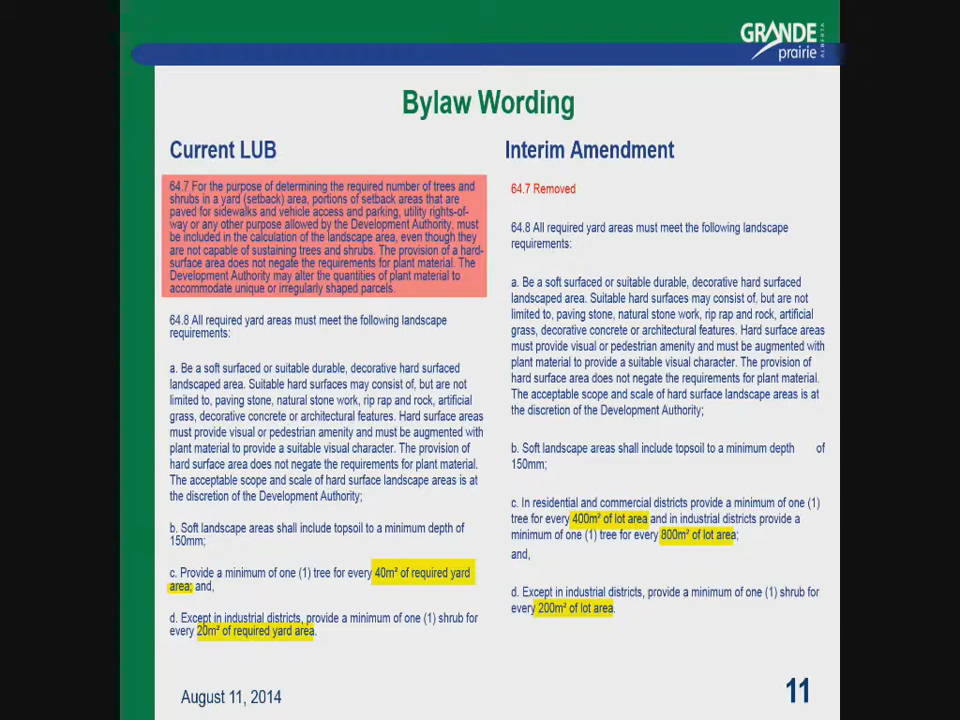 GRANDE
prairie
ALBERTA
Bylaw Wording
Current LUB
64.7 For the purpose of determining the required number of trees and
shrubs in a yard (setback) area, portions of setback areas that are
paved for sidewalks and vehicle access and parking, utility rights-of-
way or any other purpose allowed by the Development Authority, must
be included in the calculation of the landscape area, even though they
are not capable of sustaining trees and shrubs. The provision of a hard-
surface area does not negate the requirements for plant material. The
Development Authority may alter the quantities of plant material to
accommodate unique or irregularly shaped parcels.
64.8 All required yard areas must meet the following landscape
requirements:
a. Be a soft surfaced or suitable durable, decorative hard surfaced
landscaped area. Suitable hard surfaces may consist of, but are not
limited to, paving stone, natural stone work, rip rap and rock, artificial
grass, decorative concrete or architectural features. Hard surface areas
must provide visual or pedestrian amenity and must be augmented with
plant material to provide a suitable visual character. The provision of
hard surface area does not negate the requirements for plant material.
The acceptable scope and scale of hard surface landscape areas is at
the discretion of the Development Authority;
b. Soft landscape areas shall include topsoil to a minimum depth of
150mm;
c. Provide a minimum of one (1) tree for every 40m² of required yard
area; and,
d. Except in industrial districts, provide a minimum of one (1) shrub for
every 20m² of required yard area.
Interim Amendment
64.7 Removed
64.8 All required yard areas must meet the following landscape
requirements:
a. Be a soft surfaced or suitable durable, decorative hard surfaced
landscaped area. Suitable hard surfaces may consist of, but are not
limited to, paving stone, natural stone work, rip rap and rock, artificial
grass, decorative concrete or architectural features. Hard surface areas
must provide visual or pedestrian amenity and must be augmented with
plant material to provide a suitable visual character. The provision of
hard surface area does not negate the requirements for plant material.
The acceptable scope and scale of hard surface landscape areas is at
the discretion of the Development Authority;
b. Soft landscape areas shall include topsoil to a minimum depth of
150mm;
c. In residential and commercial districts provide a minimum of one (1)
tree for every 400m² of lot area and in industrial districts provide a
minimum of one (1) tree for every 800m² of lot area;
and,
d. Except in industrial districts, provide a minimum of one (1) shrub for
every 200m² of lot area.
August 11, 2014
11